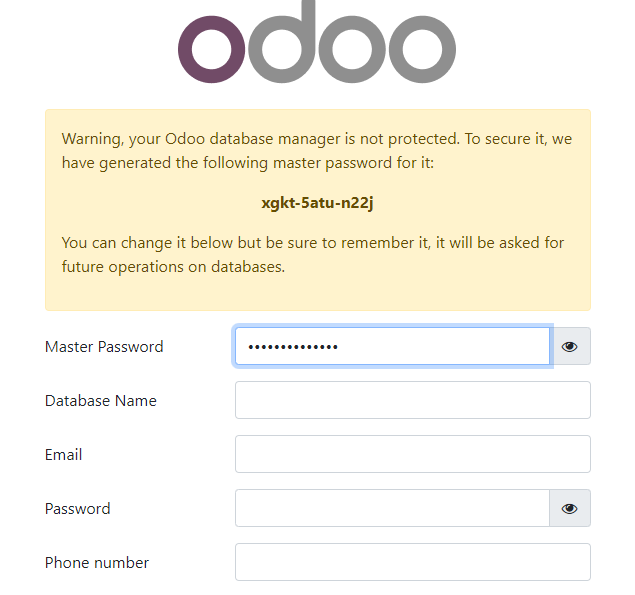 odoo
Warning, your Odoo database manager is not protected. To secure it, we
have generated the following master password for it:
xgkt-5atu-n22j
You can change it below but be sure to remember it, it will be asked for
future operations on databases.
Master Password ••••••••••••••
Database Name
Email
Password
Phone number